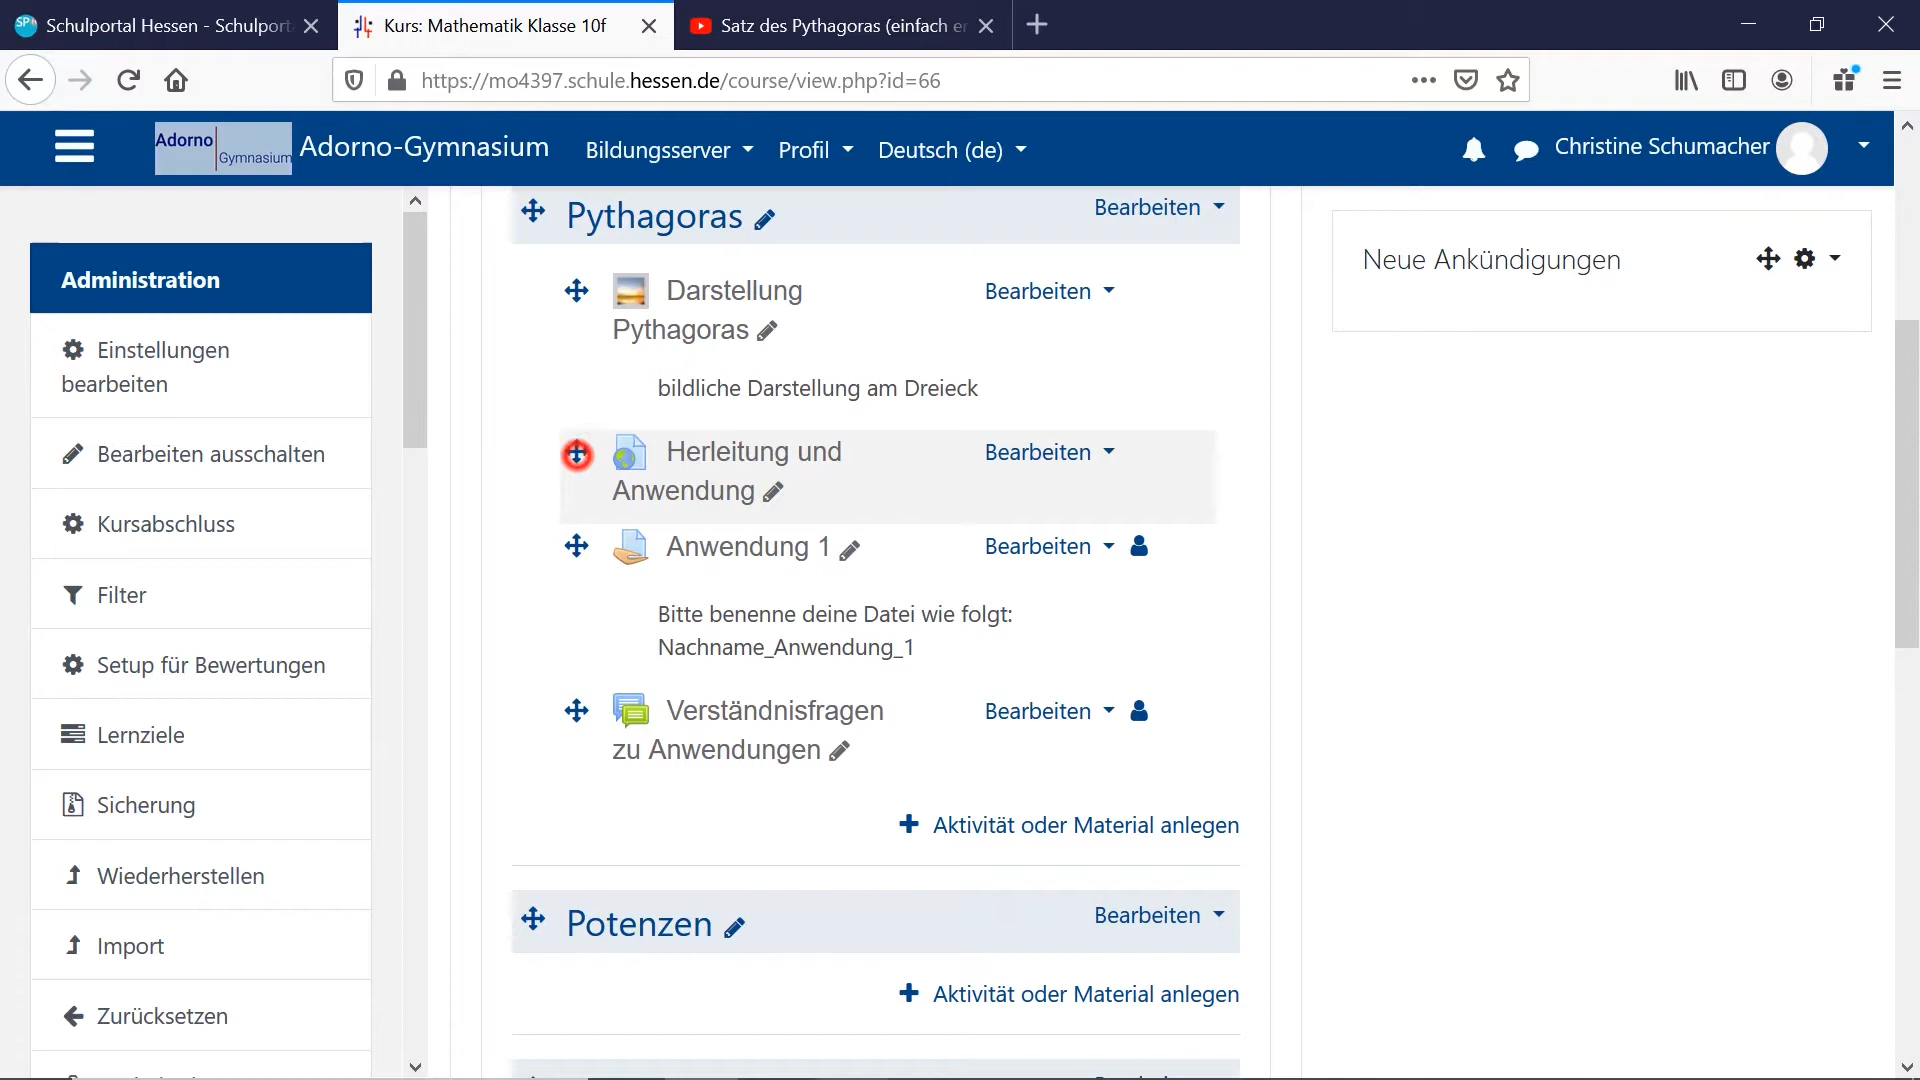 Schulportal Hessen - Schulport
Kurs: Mathematik Klasse 10f
Satz des Pythagoras (einfach er
https://mo4397.schule.hessen.de/course/view.php?id=66
Adorno
Gymnasium
Adorno-Gymnasium
Bildungsserver
Profil
Deutsch (de)
Christine Schumacher
Administration
Einstellungen
bearbeiten
Bearbeiten ausschalten
Kursabschluss
Filter
Setup für Bewertungen
Lernziele
Sicherung
Wiederherstellen
Import
Zurücksetzen
Pythagoras
Bearbeiten
Darstellung
Pythagoras
Bearbeiten
bildliche Darstellung am Dreieck
Herleitung und
Anwendung
Bearbeiten
Anwendung 1
Bearbeiten
Bitte benenne deine Datei wie folgt:
Nachname_Anwendung_1
Verständnisfragen
zu Anwendungen
Bearbeiten
Aktivität oder Material anlegen
Potenzen
Bearbeiten
Aktivität oder Material anlegen
Neue Ankündigungen